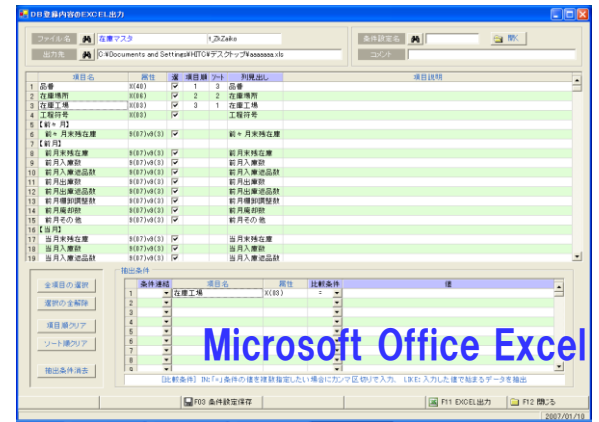 DB登録内容のEXCEL出力
ファイル名 在庫マスタ t_ZkZaiko 条件設定名 開く
出力先 C:¥Documents and Settings¥HITC¥デスクトップ¥aaaaaaa.xls コメント
項目名 属性 選 項目順 ソート 列見出し 項目説明
1 品番 X(40) 1 3 品番
2 在庫場所 X(06) 2 2 在庫場所
3 在庫工場 X(03) 3 1 在庫工場
4 工程符号 X(03) 工程符号
5 【前々月】
6 前々月末残在庫 9(07)v9(3) 前々月末残在庫
7 【前月】
8 前月末残在庫 9(07)v9(3) 前月末残在庫
9 前月入庫数 9(07)v9(3) 前月入庫数
10 前月入庫返品数 9(07)v9(3) 前月入庫返品数
11 前月出庫数 9(07)v9(3) 前月出庫数
12 前月出庫返品数 9(07)v9(3) 前月出庫返品数
13 前月棚卸調整数 9(07)v9(3) 前月棚卸調整数
14 前月廃却数 9(07)v9(3) 前月廃却数
15 前月その他 9(07)v9(3) 前月その他
16 【当月】
17 当月末残在庫 9(07)v9(3) 当月末残在庫
18 当月入庫数 9(07)v9(3) 当月入庫数
19 当月入庫返品数 9(07)v9(3) 当月入庫返品数
抽出条件
全項目の選択
選択の全解除
項目順クリア
ソート順クリア
抽出条件消去
条件連結 項目名 属性 比較条件 値
1 在庫工場 X(03) =
2
3
4
5
6
7
8
9
Microsoft Office Excel
[比較条件] IN:「=」条件の値を複数指定したい場合にカンマ区切りで入力、 LIKE:入力した値で始まるデータを抽出
F03 条件設定保存 F11 EXCEL出力 F12 閉じる
2007/01/10